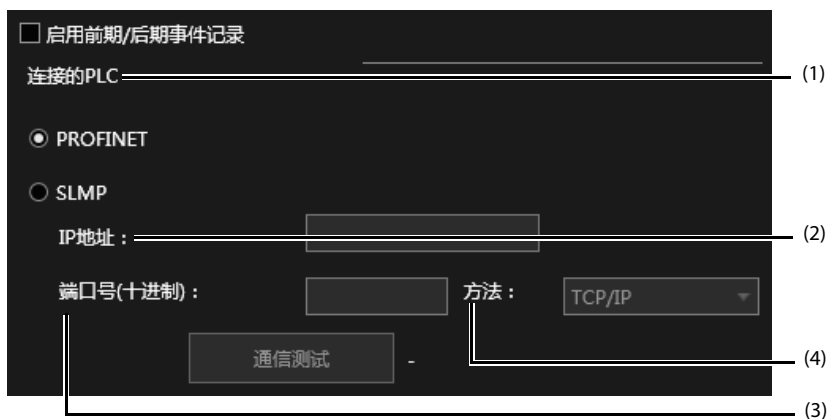 启用前期/后期事件记录
连接的PLC
(1)
PROFINET
SLMP
IP地址：
(2)
端口号(十进制)：
方法：
TCP/IP
通信测试
-
(4)
(3)